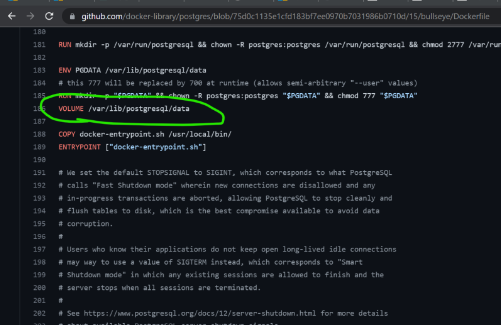 github.com/docker-library/postgres/blob/75d0c1135e1cfd183bf7ee0970b7031986b0710d/15/bullseye/Dockerfile
180
181 RUN mkdir -p /var/run/postgresql && chown -R postgres:postgres /var/run/postgresql && chmod 2777 /var/run
182
183 ENV PGDATA /var/lib/postgresql/data
184 # this 777 will be replaced by 700 at runtime (allows semi-arbitrary "--user" values)
185 RUN mkdir -p "$PGDATA" && chown -R postgres:postgres "$PGDATA" && chmod 777 "$PGDATA"
186 VOLUME /var/lib/postgresql/data
187
188 COPY docker-entrypoint.sh /usr/local/bin/
189 ENTRYPOINT ["docker-entrypoint.sh"]
190
191 # We set the default STOPSIGNAL to SIGINT, which corresponds to what PostgreSQL
192 # calls "Fast Shutdown mode" wherein new connections are disallowed and any
193 # in-progress transactions are aborted, allowing PostgreSQL to stop cleanly and
194 # flush tables to disk, which is the best compromise available to avoid data
195 # corruption.
196 #
197 # Users who know their applications do not keep open long-lived idle connections
198 # may way to use a value of SIGTERM instead, which corresponds to "Smart
199 # Shutdown mode" in which any existing sessions are allowed to finish and the
200 # server stops when all sessions are terminated.
201 #
202 # See https://www.postgresql.org/docs/12/server-shutdown.html for more details
203 # about available PostgreSQL server shutdown signals.